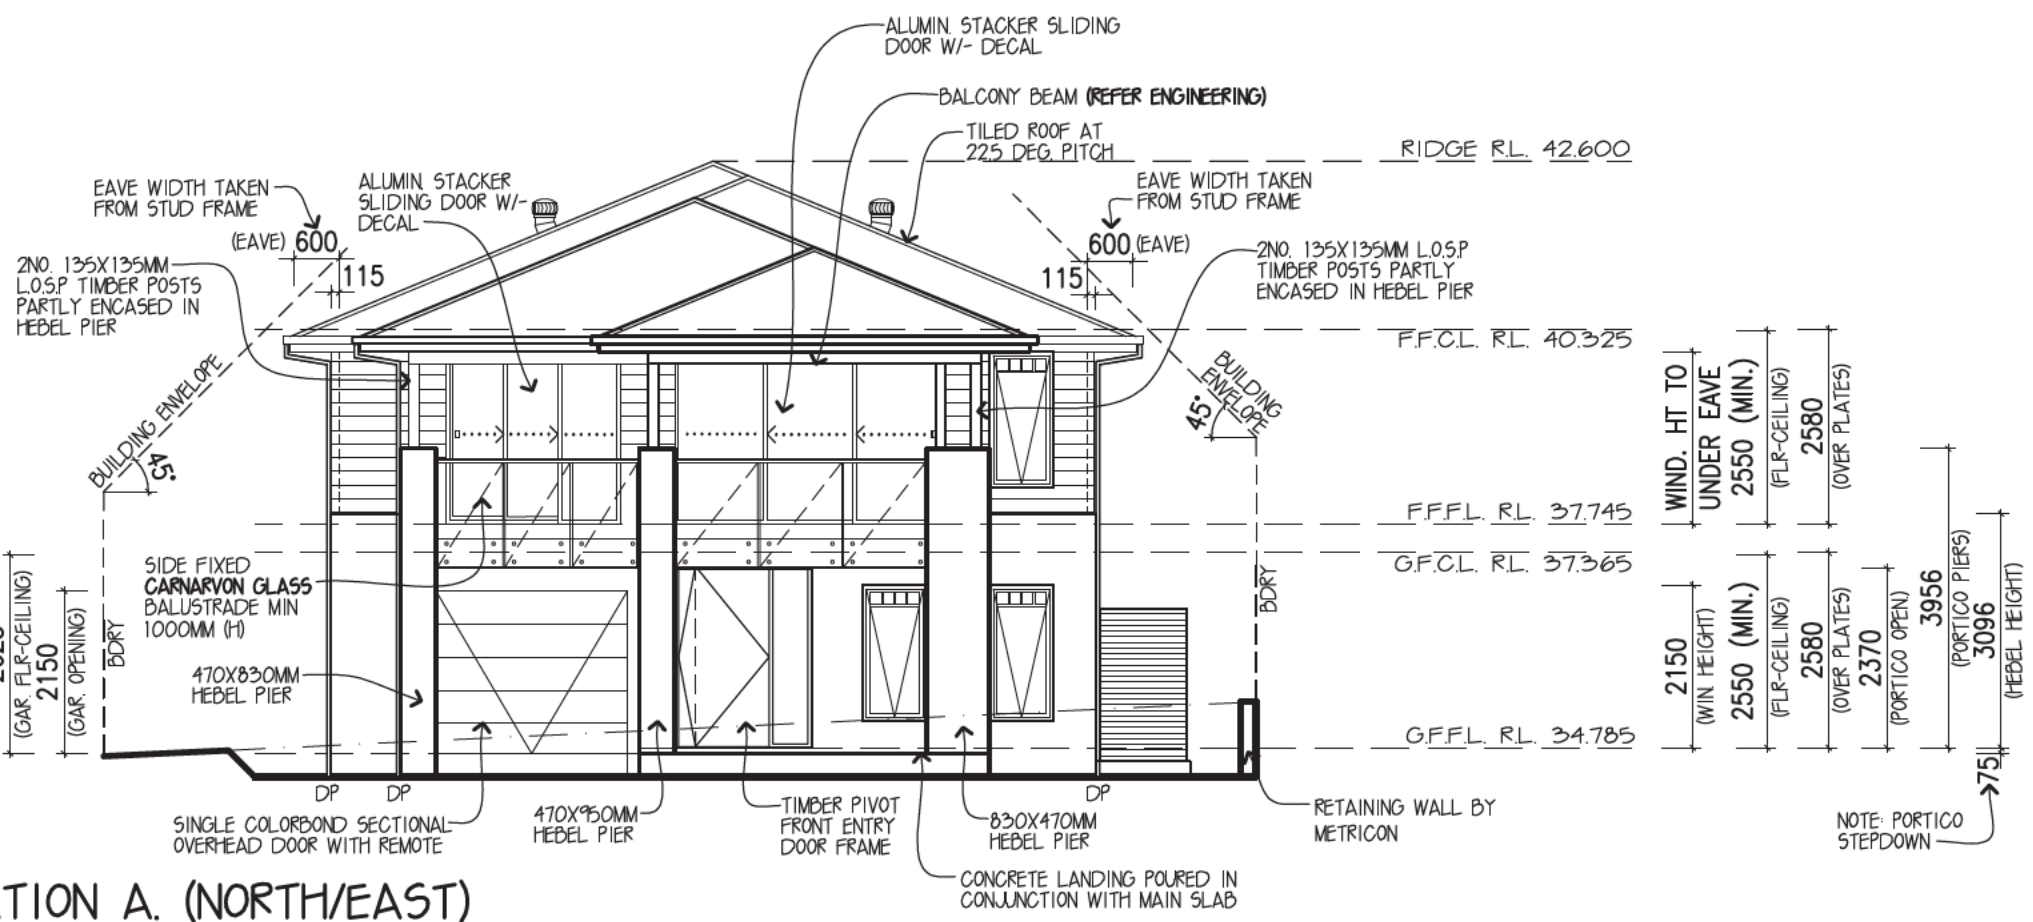 ALUMIN. STACKER SLIDING
DOOR W/- DECAL
BALCONY BEAM (REFER ENGINEERING)
TILED ROOF AT
22.5 DEG. PITCH
RIDGE R.L. 42.600
EAVE WIDTH TAKEN
FROM STUD FRAME
(EAVE) 600
115
ALUMIN. STACKER
SLIDING DOOR W/-
DECAL
EAVE WIDTH TAKEN
FROM STUD FRAME
600 (EAVE)
115
2NO. 135X135MM
L.O.S.P TIMBER POSTS
PARTLY ENCASED IN
HEBEL PIER
2NO. 135X135MM L.O.S.P
TIMBER POSTS PARTLY
ENCASED IN HEBEL PIER
F.F.C.L. R.L. 40.325
BUILDING ENVELOPE
45°
BUILDING
ENVELOPE
45°
WIND. HT TO
UNDER EAVE
2550 (MIN.)
(FLR-CEILING)
2580
(OVER PLATES)
F.F.F.L. R.L. 37.745
G.F.C.L. R.L. 37.365
SIDE FIXED
CARNARVON GLASS
BALUSTRADE MIN
1000MM (H)
(GAR. FLR-CEILING)
2150
(GAR. OPENING)
BDRY
BDRY
470X830MM
HEBEL PIER
2150
(WIN HEIGHT)
2550 (MIN.)
(FLR-CEILING)
2580
(OVER PLATES)
2370
(PORTICO OPEN)
3956
(PORTICO PIERS)
3096
(HEBEL HEIGHT)
G.F.F.L. R.L. 34.785
75
DP
DP
DP
SINGLE COLORBOND SECTIONAL
OVERHEAD DOOR WITH REMOTE
470X950MM
HEBEL PIER
TIMBER PIVOT
FRONT ENTRY
DOOR FRAME
830X470MM
HEBEL PIER
RETAINING WALL BY
METRICON
NOTE: PORTICO
STEPDOWN
CONCRETE LANDING POURED IN
CONJUNCTION WITH MAIN SLAB
TION A. (NORTH/EAST)